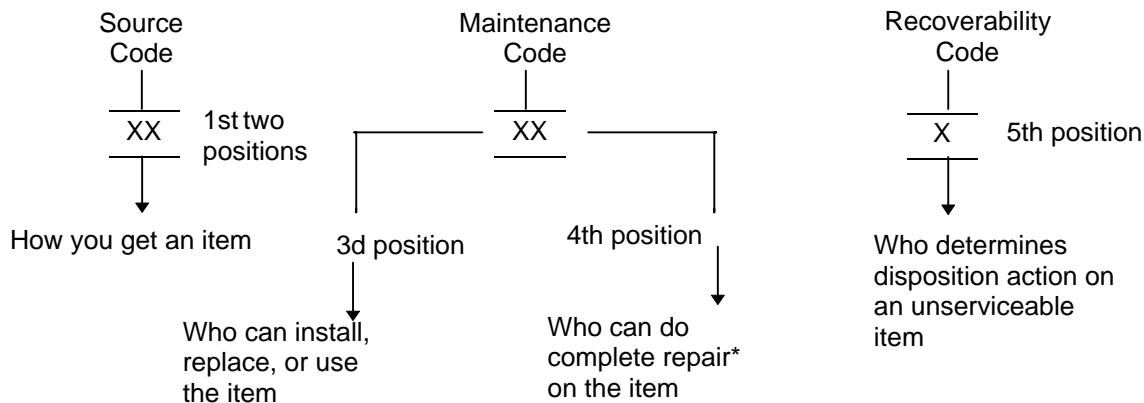 Source
Code
XX
1st two
positions
How you get an item
Maintenance
Code
XX
3d position
Who can install,
replace, or use
the item
4th position
Who can do
complete repair*
on the item
Recoverability
Code
X
5th position
Who determines
disposition action on
an unserviceable
item